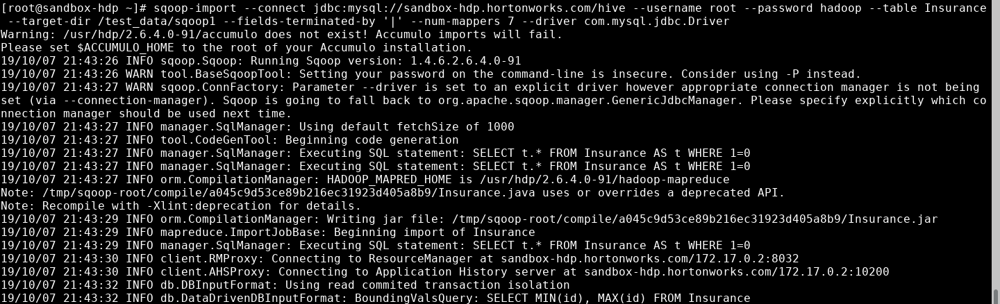 [root@sandbox-hdp ~]# sqoop-import --connect jdbc:mysql://sandbox-hdp.hortonworks.com/hive --username root --password hadoop --table Insurance
--target-dir /test_data/sqoop1 --fields-terminated-by '|' --num-mappers 7 --driver com.mysql.jdbc.Driver
Warning: /usr/hdp/2.6.4.0-91/accumulo does not exist! Accumulo imports will fail.
Please set $ACCUMULO_HOME to the root of your Accumulo installation.
19/10/07 21:43:26 INFO sqoop.Sqoop: Running Sqoop version: 1.4.6.2.6.4.0-91
19/10/07 21:43:26 WARN tool.BaseSqoopTool: Setting your password on the command-line is insecure. Consider using -P instead.
19/10/07 21:43:27 WARN sqoop.ConnFactory: Parameter --driver is set to an explicit driver however appropriate connection manager is not being
set (via --connection-manager). Sqoop is going to fall back to org.apache.sqoop.manager.GenericJdbcManager. Please specify explicitly which co
nnection manager should be used next time.
19/10/07 21:43:27 INFO manager.SqlManager: Using default fetchSize of 1000
19/10/07 21:43:27 INFO tool.CodeGenTool: Beginning code generation
19/10/07 21:43:27 INFO manager.SqlManager: Executing SQL statement: SELECT t.* FROM Insurance AS t WHERE 1=0
19/10/07 21:43:27 INFO manager.SqlManager: Executing SQL statement: SELECT t.* FROM Insurance AS t WHERE 1=0
19/10/07 21:43:27 INFO orm.CompilationManager: HADOOP_MAPRED_HOME is /usr/hdp/2.6.4.0-91/hadoop-mapreduce
Note: /tmp/sqoop-root/compile/a045c9d53ce89b216ec31923d405a8b9/Insurance.java uses or overrides a deprecated API.
Note: Recompile with -Xlint:deprecation for details.
19/10/07 21:43:29 INFO orm.CompilationManager: Writing jar file: /tmp/sqoop-root/compile/a045c9d53ce89b216ec31923d405a8b9/Insurance.jar
19/10/07 21:43:29 INFO mapreduce.ImportJobBase: Beginning import of Insurance
19/10/07 21:43:29 INFO manager.SqlManager: Executing SQL statement: SELECT t.* FROM Insurance AS t WHERE 1=0
19/10/07 21:43:30 INFO client.RMProxy: Connecting to ResourceManager at sandbox-hdp.hortonworks.com/172.17.0.2:8032
19/10/07 21:43:30 INFO client.AHSProxy: Connecting to Application History server at sandbox-hdp.hortonworks.com/172.17.0.2:10200
19/10/07 21:43:32 INFO db.DBInputFormat: Using read commited transaction isolation
19/10/07 21:43:32 INFO db.DataDrivenDBInputFormat: BoundingValsQuery: SELECT MIN(id), MAX(id) FROM Insurance